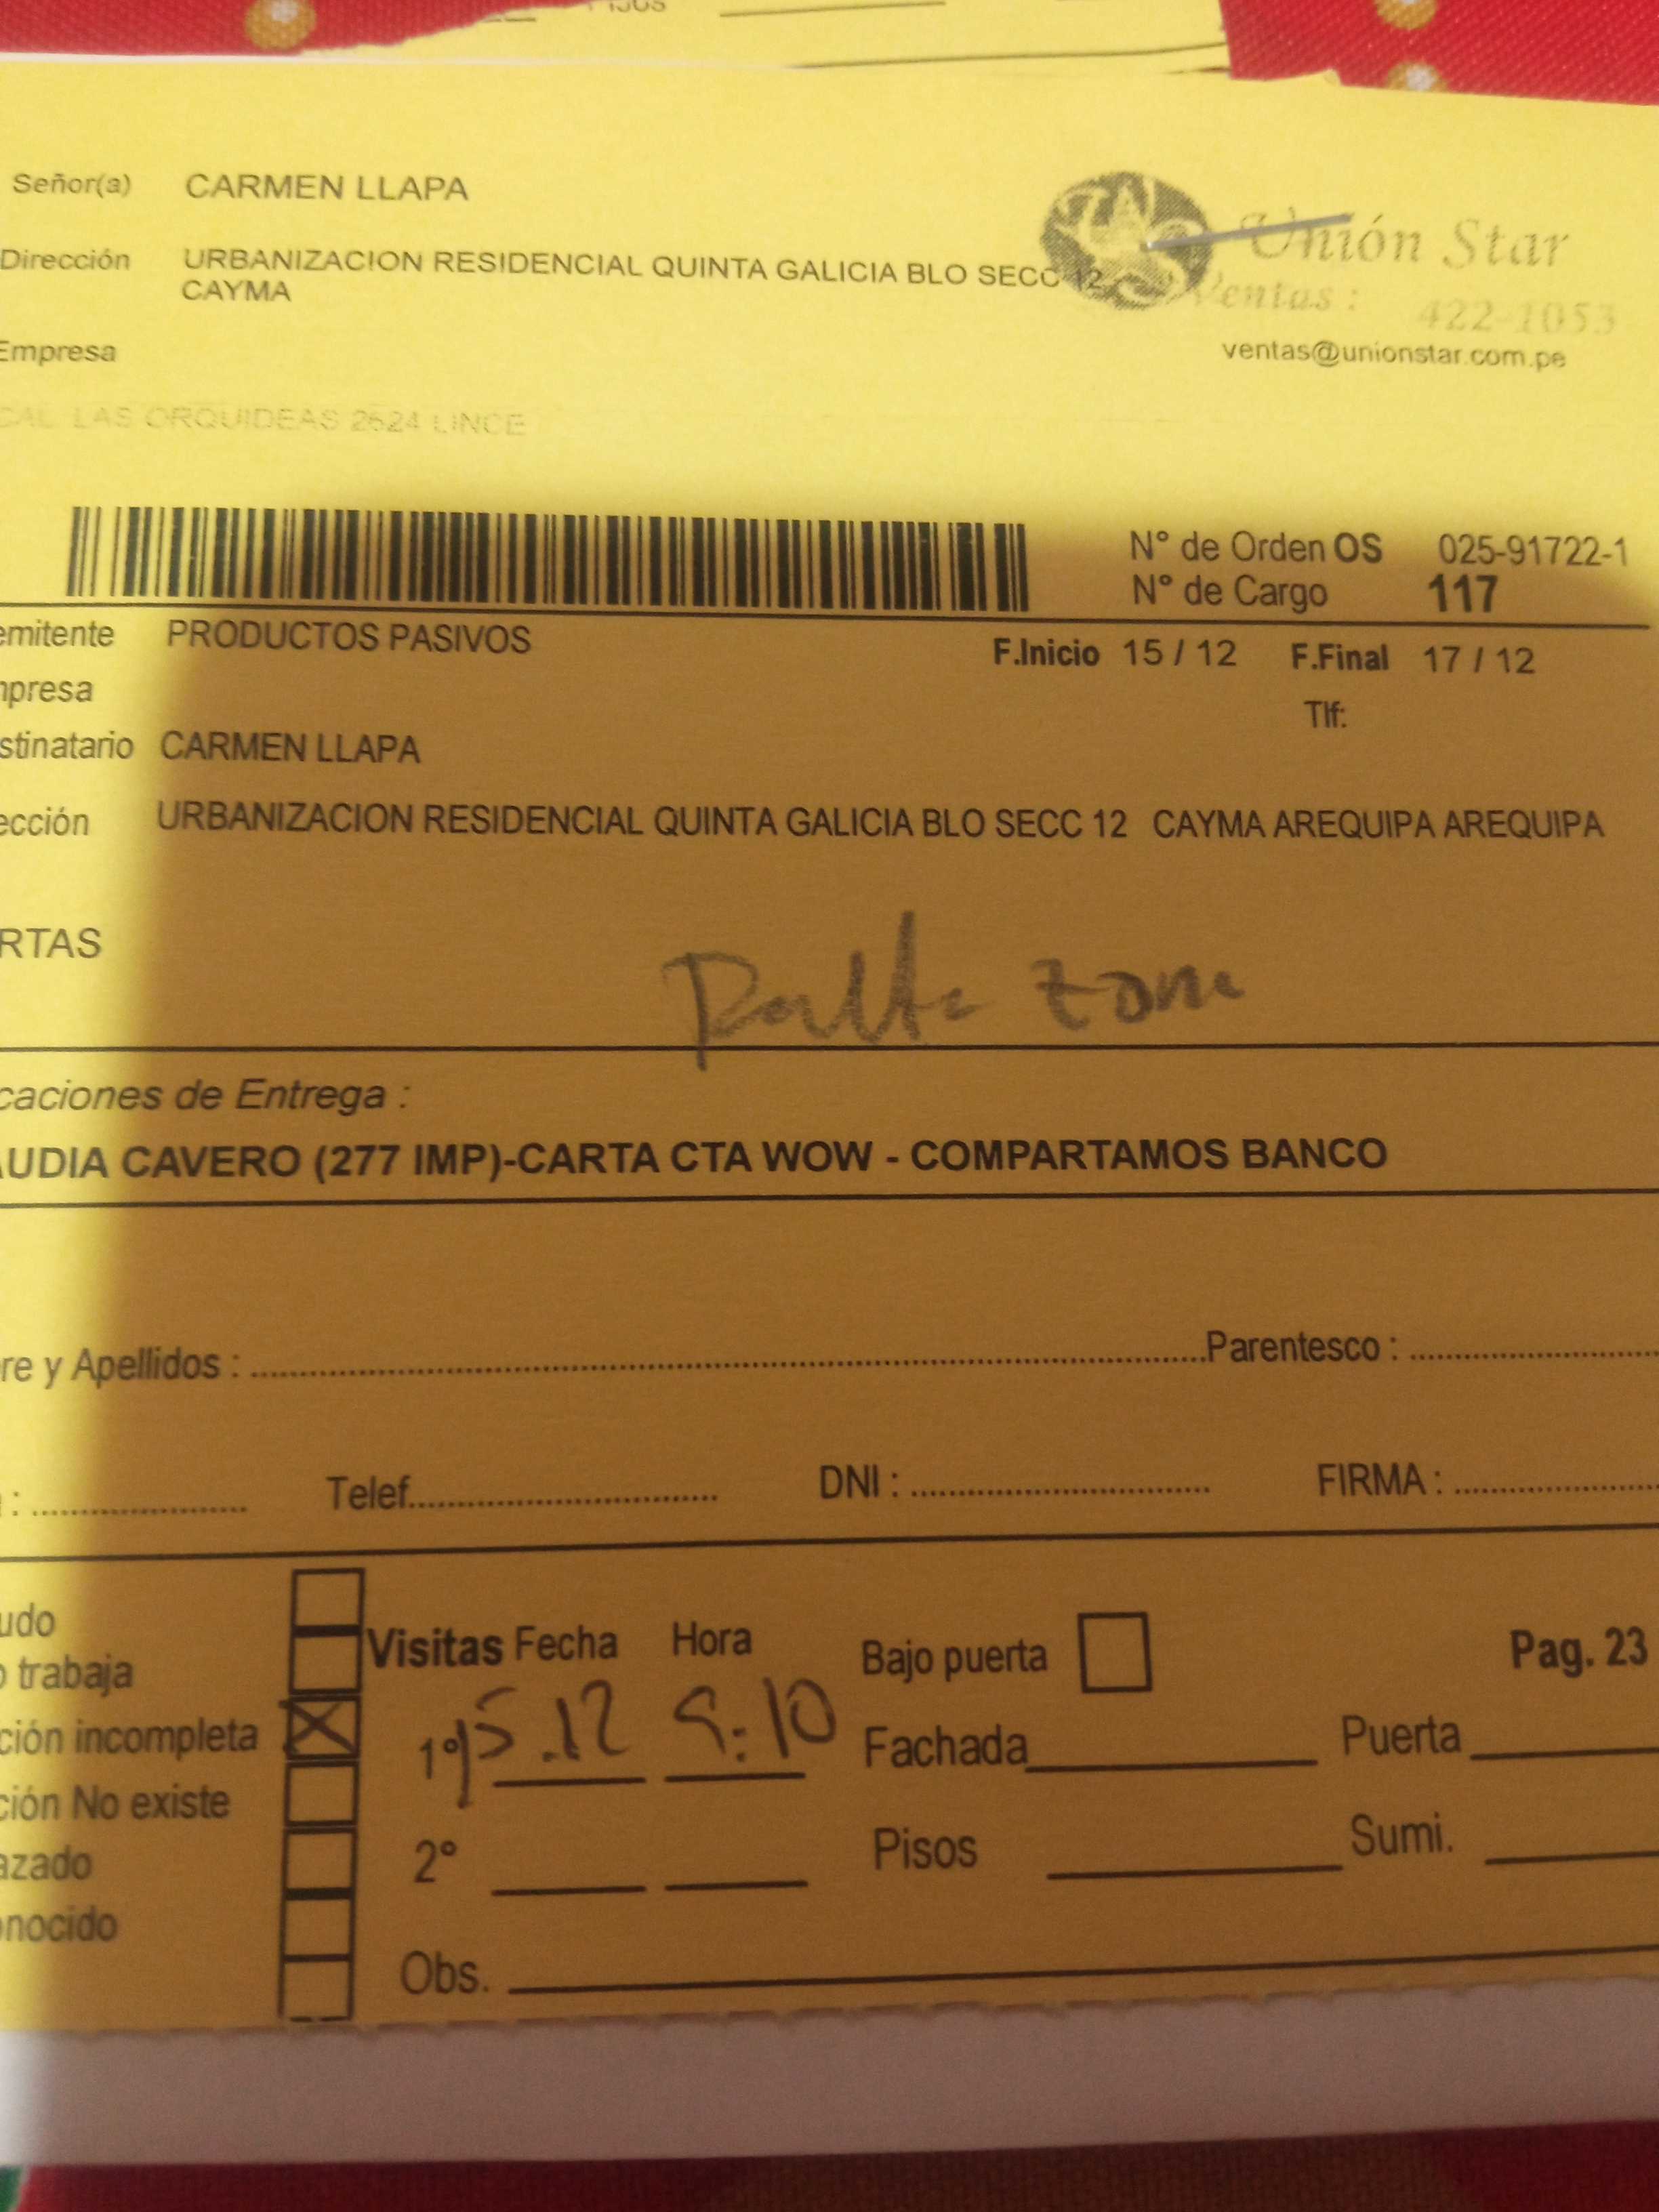 Pisos
Señor(a) CARMEN LLAPA
Dirección URBANIZACION RESIDENCIAL QUINTA GALICIA BLO SECC 12
CAYMA
Unión Star
Ventas : 422-1053
ventas@unionstar.com.pe
Empresa
CAL LAS ORQUIDEAS 2624 LINCE
N° de Orden OS 025-91722-1
N° de Cargo 117
emitente PRODUCTOS PASIVOS F.Inicio 15 / 12 F.Final 17 / 12
mpresa
Tlf:
stinatario CARMEN LLAPA
ección URBANIZACION RESIDENCIAL QUINTA GALICIA BLO SECC 12 CAYMA AREQUIPA AREQUIPA
RTAS
zona
caciones de Entrega :
AUDIA CAVERO (277 IMP)-CARTA CTA WOW - COMPARTAMOS BANCO
re y Apellidos : Parentesco :
: Telef. DNI : FIRMA :
udo
o trabaja
ción incompleta
ción No existe
azado
onocido
Visitas Fecha Hora Bajo puerta Pag. 23
1° 15.12 9:10 Fachada Puerta
2° Pisos Sumi.
Obs.